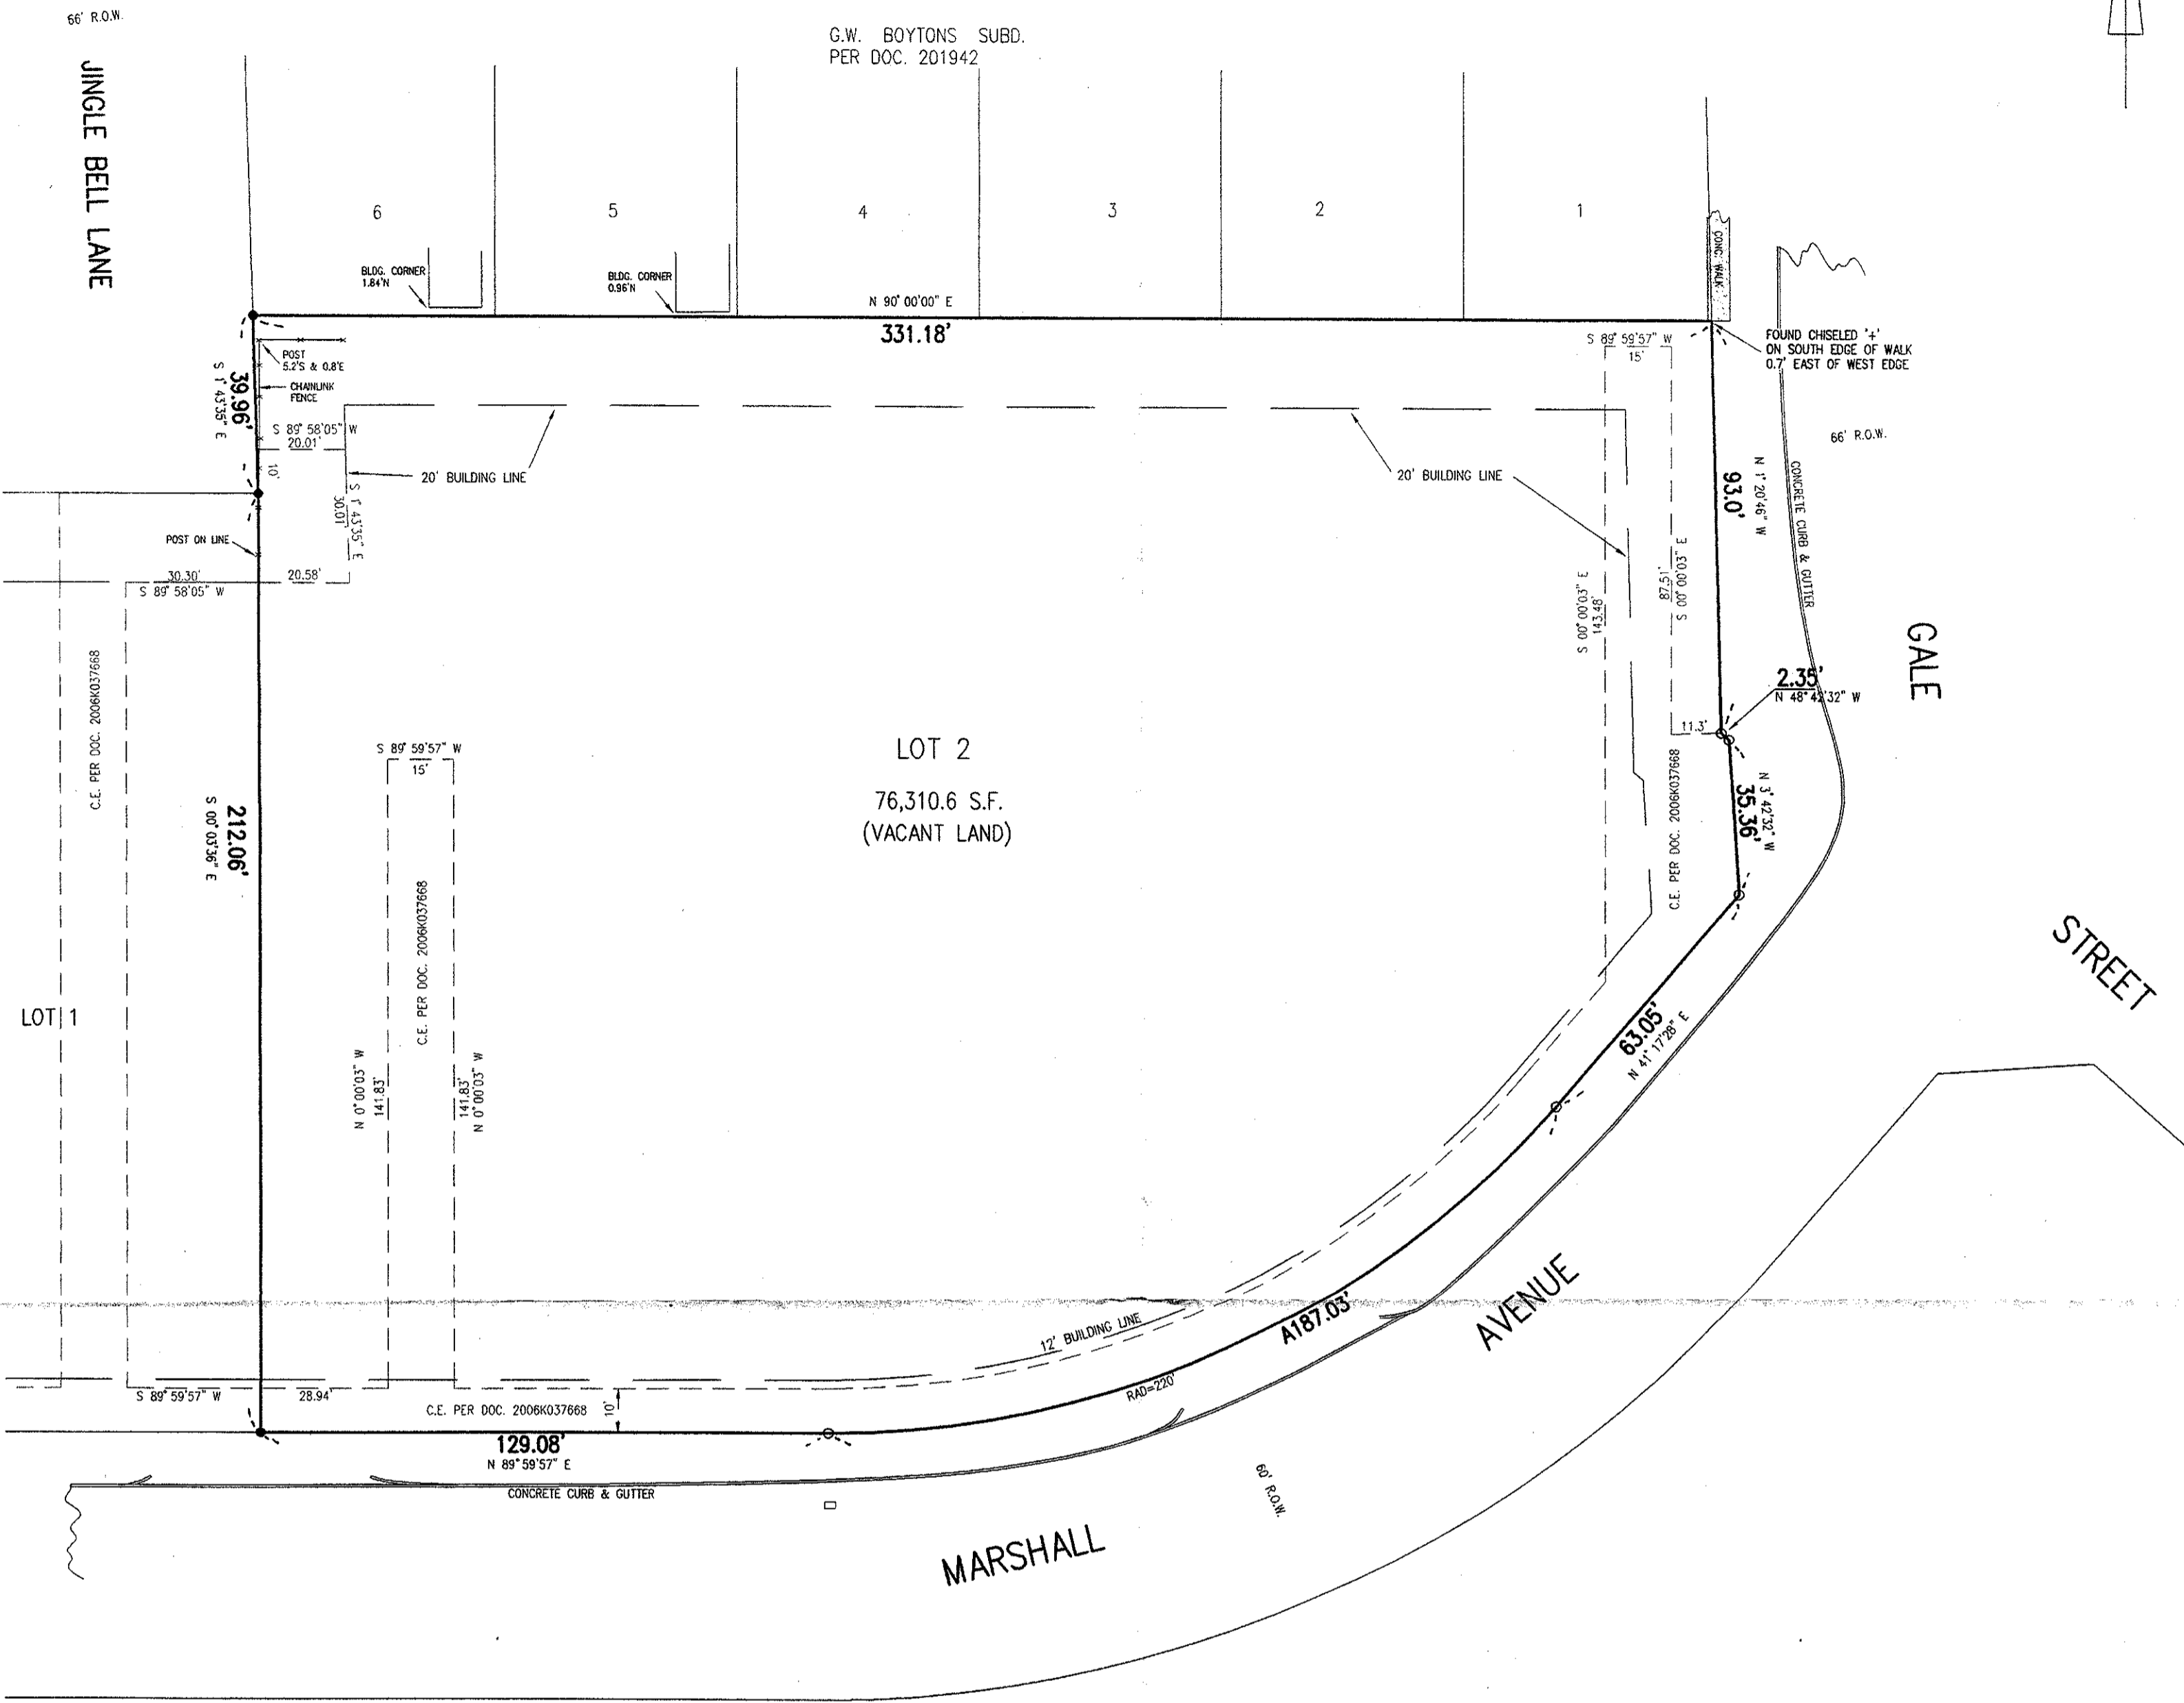 66' R.O.W.
G.W. BOYTONS SUBD.
PER DOC. 201942
JINGLE BELL LANE
6
5
4
3
2
1
CONC. WALK
BLDG. CORNER
1.84'N
BLDG. CORNER
0.96'N
N 90° 00'00" E
331.18'
S 89° 59'57" W
15'
FOUND CHISELED '+'
ON SOUTH EDGE OF WALK
0.7' EAST OF WEST EDGE
POST
5.2'S & 0.8'E
CHAINLINK
FENCE
39.96'
S 1° 43'35" E
S 89° 58'05" W
20.01'
10'
20' BUILDING LINE
S 1° 43'35" E
30.01'
20' BUILDING LINE
66' R.O.W.
N 1° 20'46" W
93.0'
CONCRETE CURB & GUTTER
POST ON LINE
30.30'
20.58'
S 89° 58'05" W
S 00° 00'03" E
143.48'
87.51'
S 00° 00'03" E
GALE
2.35'
N 48° 42'32" W
11.3'
C.E. PER DOC. 2006K037668
S 89° 59'57" W
15'
LOT 2
76,310.6 S.F.
(VACANT LAND)
C.E. PER DOC. 2006K037668
N 3° 42'32" W
35.36'
212.06'
S 00° 03'36" E
C.E. PER DOC. 2006K037668
STREET
LOT 1
63.05'
N 41° 17'28" E
N 0° 00'03" W
141.83'
141.83'
N 0° 00'03" W
AVENUE
12' BUILDING LINE
A187.03'
RAD=220'
S 89° 59'57" W
28.94'
C.E. PER DOC. 2006K037668
10'
129.08'
N 89° 59'57" E
CONCRETE CURB & GUTTER
60' R.O.W.
MARSHALL